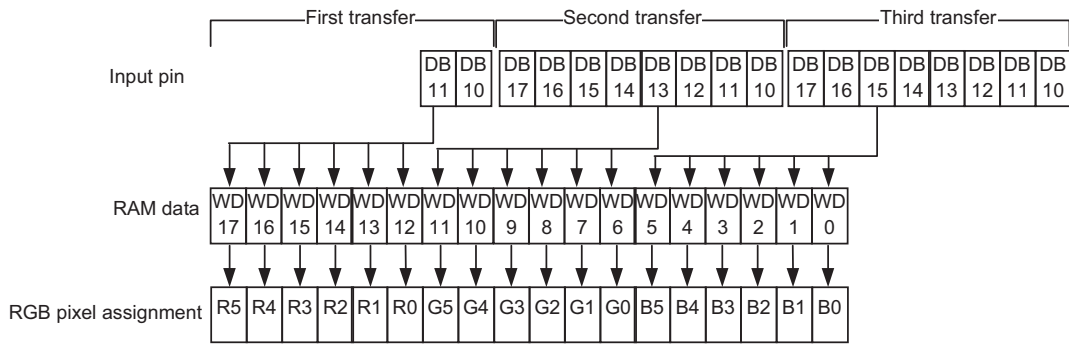 First transfer Second transfer Third transfer
Input pin
DB DB DB DB DB DB DB DB DB DB DB DB DB DB DB DB DB DB
11 10 17 16 15 14 13 12 11 10 17 16 15 14 13 12 11 10
RAM data
WD WD WD WD WD WD WD WD WD WD WD WD WD WD WD WD WD WD
17 16 15 14 13 12 11 10 9 8 7 6 5 4 3 2 1 0
RGB pixel assignment
R5 R4 R3 R2 R1 R0 G5 G4 G3 G2 G1 G0 B5 B4 B3 B2 B1 B0